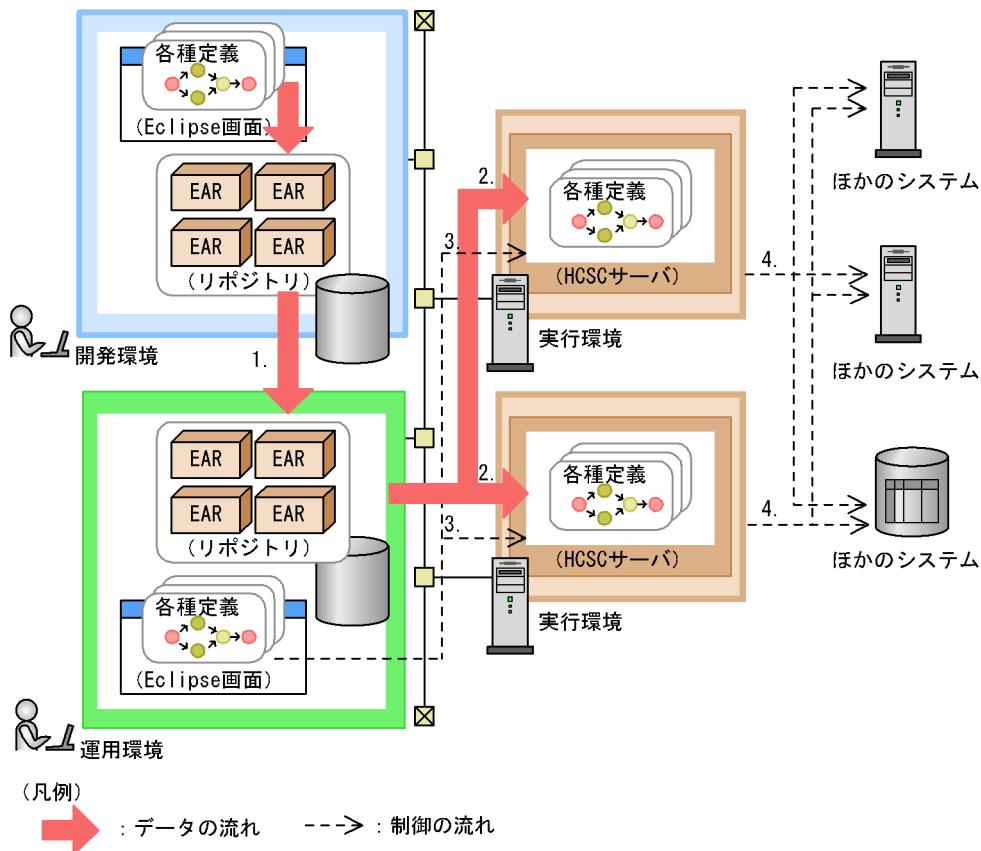 各種定義
(Eclipse画面)
EAR
EAR
EAR
EAR
(リポジトリ)
開発環境
1.
EAR
EAR
EAR
EAR
(リポジトリ)
各種定義
(Eclipse画面)
運用環境
2.
3.
各種定義
(HCSCサーバ)
実行環境
2.
3.
各種定義
(HCSCサーバ)
実行環境
4.
4.
ほかのシステム
ほかのシステム
ほかのシステム
(凡例)
：データの流れ
：制御の流れ